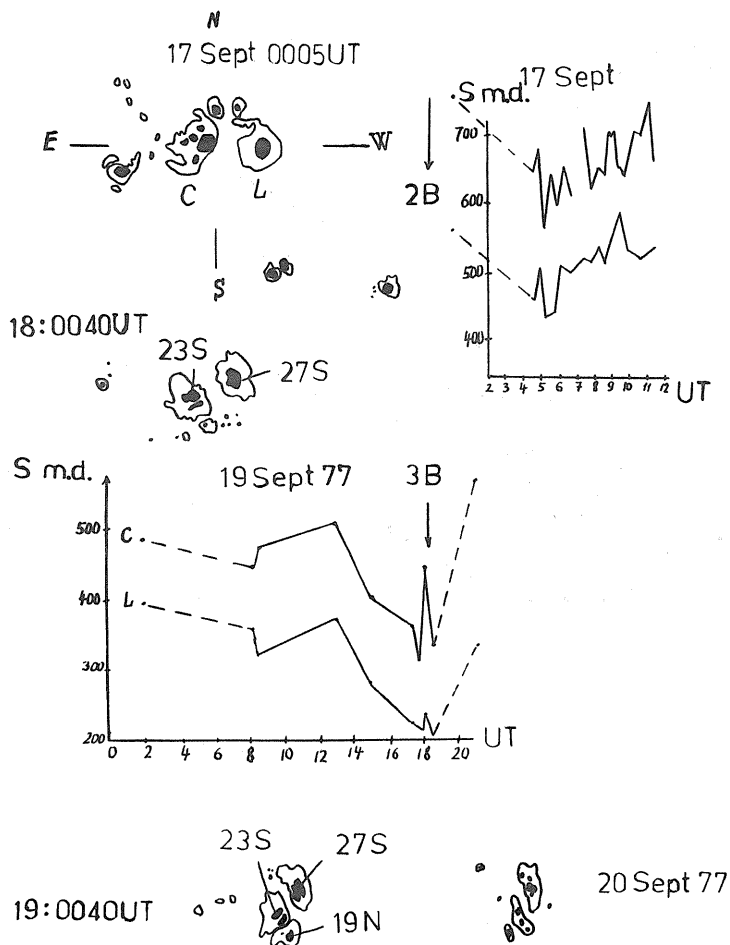 N
17 Sept 0005UT
E
W
C
L
S
S m.d.
17 Sept
2B
700
600
500
400
2 3 4 5 6 7 8 9 10 11 12
UT
18:0040UT
23S
27S
S m.d.
19 Sept 77
3B
500
400
300
200
C
L
0 2 4 6 8 10 12 14 16 18 20
UT
23S
27S
19:0040UT
19N
20 Sept 77